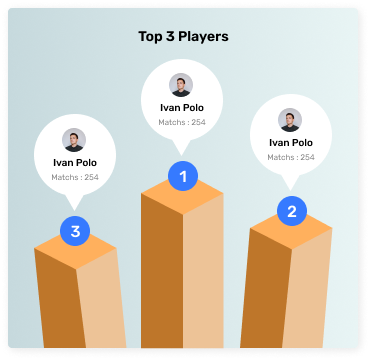 Top 3 Players
Ivan Polo
Matchs : 254
1
Ivan Polo
Matchs : 254
2
Ivan Polo
Matchs : 254
3